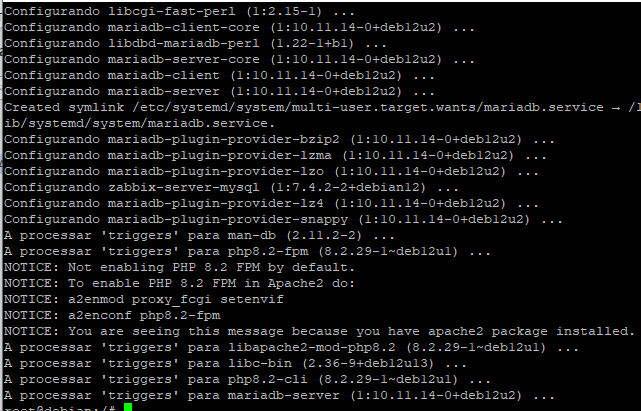 Configurando libcgi-fast-perl (1:2.15-1) ...
Configurando mariadb-client-core (1:10.11.14-0+deb12u2) ...
Configurando libdbd-mariadb-perl (1.22-1+b1) ...
Configurando mariadb-server-core (1:10.11.14-0+deb12u2) ...
Configurando mariadb-client (1:10.11.14-0+deb12u2) ...
Configurando mariadb-server (1:10.11.14-0+deb12u2) ...
Created symlink /etc/systemd/system/multi-user.target.wants/mariadb.service → /l
ib/systemd/system/mariadb.service.
Configurando mariadb-plugin-provider-bzip2 (1:10.11.14-0+deb12u2) ...
Configurando mariadb-plugin-provider-lzma (1:10.11.14-0+deb12u2) ...
Configurando mariadb-plugin-provider-lzo (1:10.11.14-0+deb12u2) ...
Configurando zabbix-server-mysql (1:7.4.2-2+debian12) ...
Configurando mariadb-plugin-provider-lz4 (1:10.11.14-0+deb12u2) ...
Configurando mariadb-plugin-provider-snappy (1:10.11.14-0+deb12u2) ...
A processar 'triggers' para man-db (2.11.2-2) ...
A processar 'triggers' para php8.2-fpm (8.2.29-1~deb12u1) ...
NOTICE: Not enabling PHP 8.2 FPM by default.
NOTICE: To enable PHP 8.2 FPM in Apache2 do:
NOTICE: a2enmod proxy_fcgi setenvif
NOTICE: a2enconf php8.2-fpm
NOTICE: You are seeing this message because you have apache2 package installed.
A processar 'triggers' para libapache2-mod-php8.2 (8.2.29-1~deb12u1) ...
A processar 'triggers' para libc-bin (2.36-9+deb12u13) ...
A processar 'triggers' para php8.2-cli (8.2.29-1~deb12u1) ...
A processar 'triggers' para mariadb-server (1:10.11.14-0+deb12u2) ...
root@debian:/#